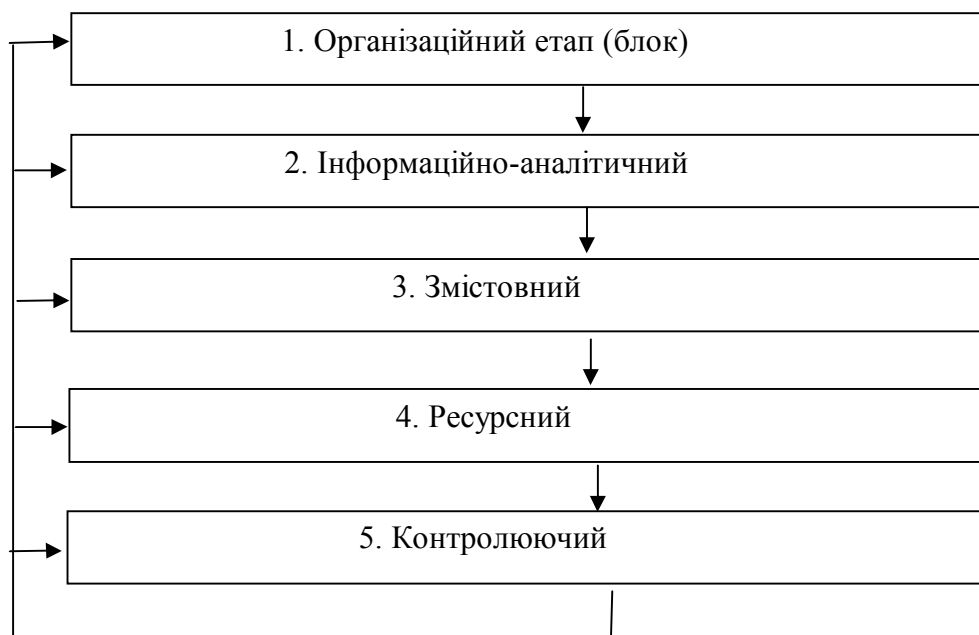 1. Організаційний етап (блок)
2. Інформаційно-аналітичний
3. Змістовний
4. Ресурсний
5. Контролюючий